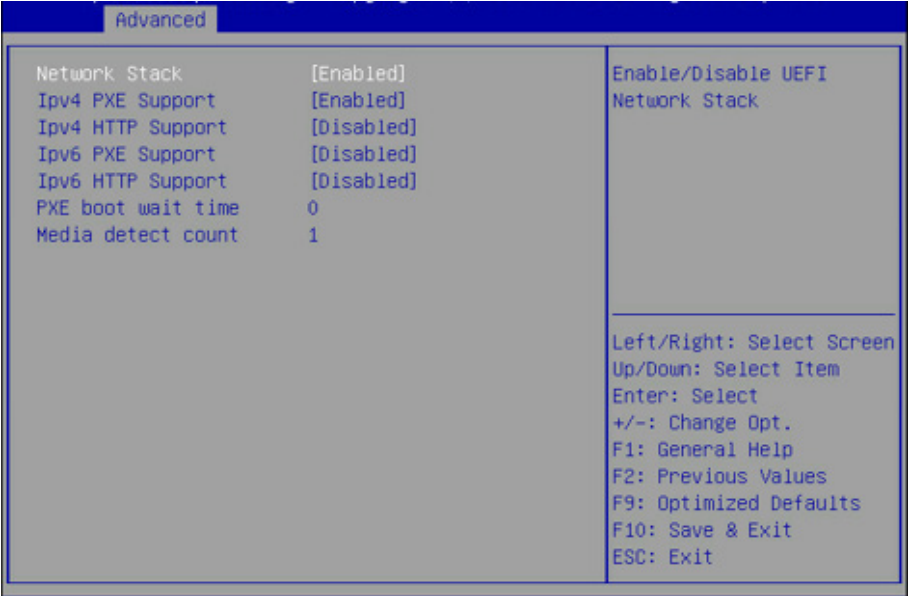 Advanced
Network Stack [Enabled]
Ipv4 PXE Support [Enabled]
Ipv4 HTTP Support [Disabled]
Ipv6 PXE Support [Disabled]
Ipv6 HTTP Support [Disabled]
PXE boot wait time 0
Media detect count 1
Enable/Disable UEFI
Network Stack
Left/Right: Select Screen
Up/Down: Select Item
Enter: Select
+/-: Change Opt.
F1: General Help
F2: Previous Values
F9: Optimized Defaults
F10: Save & Exit
ESC: Exit